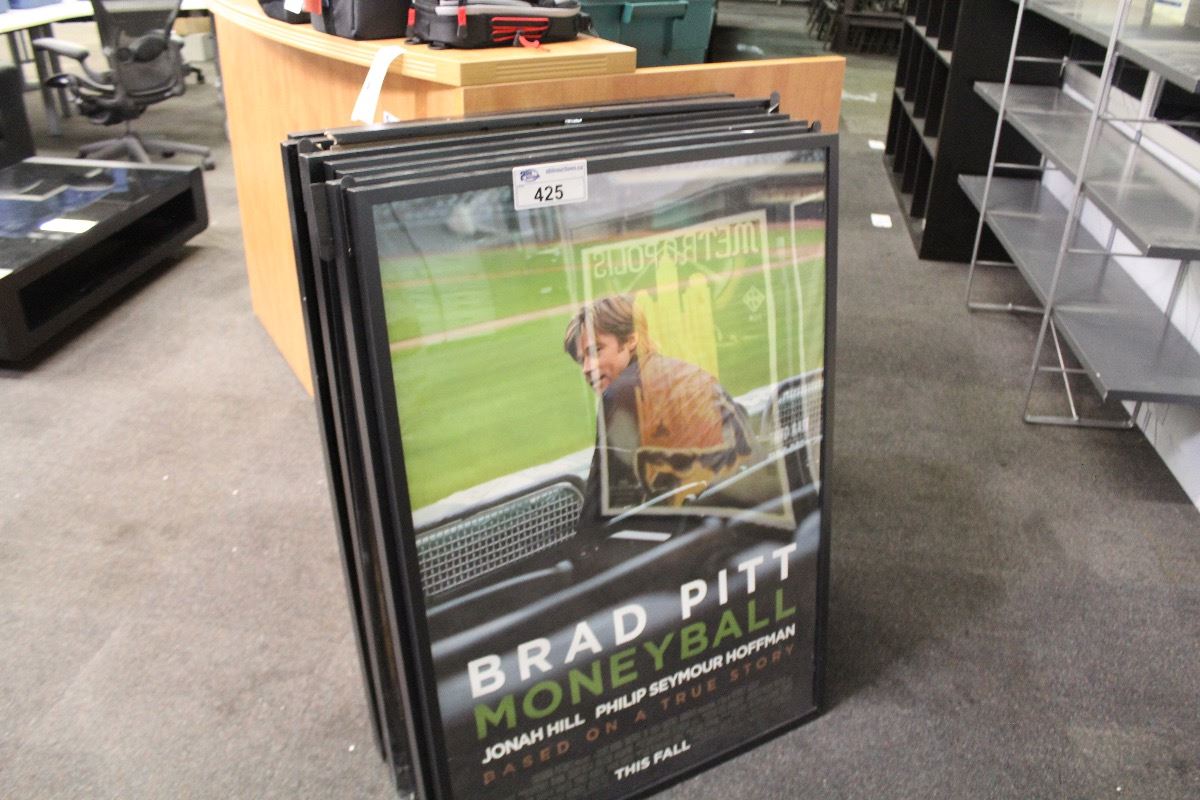 425
METROPOLIS
BRAD PITT
MONEYBALL
JONAH HILL PHILIP SEYMOUR HOFFMAN
BASED ON A TRUE STORY
THIS FALL